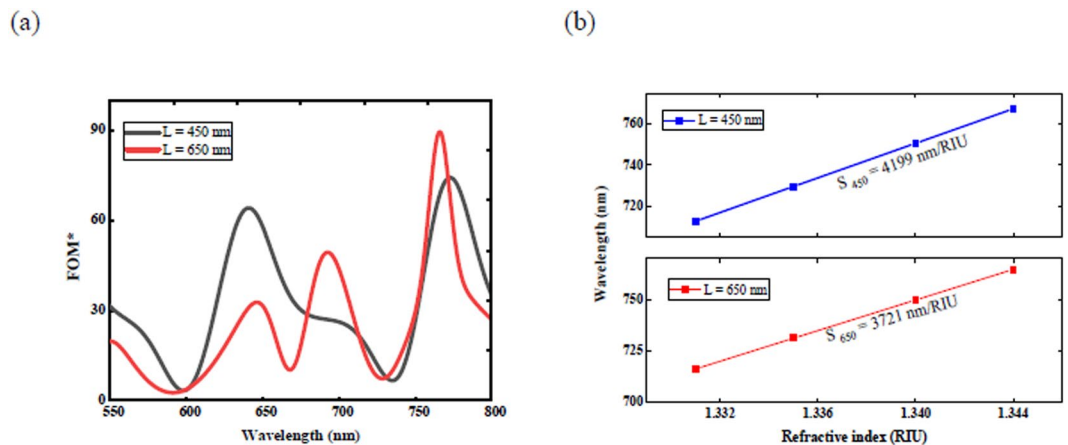 (a)
(b)
90
60
30
0
FOM*
L = 450 nm
L = 650 nm
550
600
650
700
750
800
Wavelength (nm)
Wavelength (nm)
760
740
720
L = 450 nm
S 450 = 4199 nm/RIU
750
725
700
L = 650 nm
S 650 = 3721 nm/RIU
1.332
1.336
1.340
1.344
Refractive index (RIU)